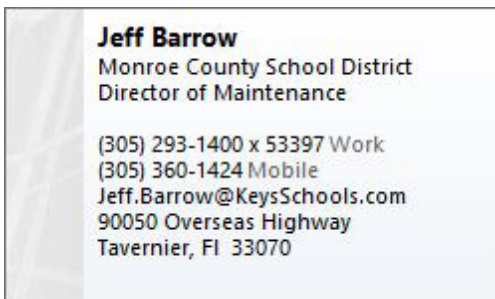 Jeff Barrow
Monroe County School District
Director of Maintenance
(305) 293-1400 x 53397 Work
(305) 360-1424 Mobile
Jeff.Barrow@KeysSchools.com
90050 Overseas Highway
Tavernier, Fl  33070